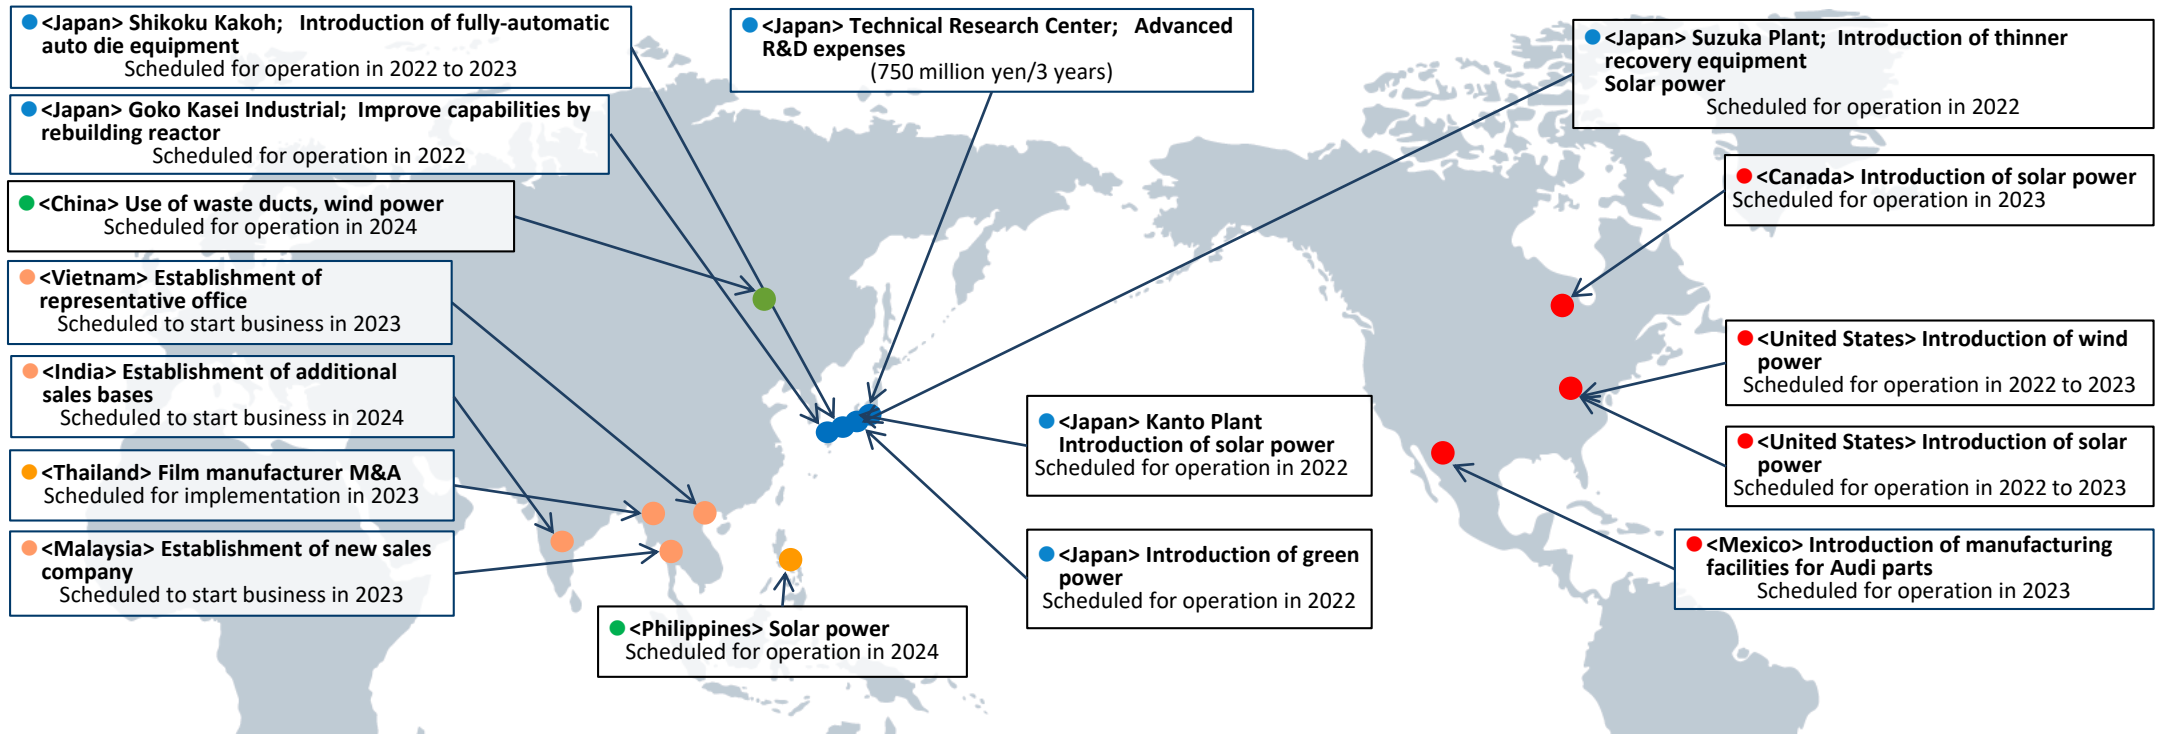 <Japan> Shikoku Kakoh; Introduction of fully-automatic
auto die equipment
Scheduled for operation in 2022 to 2023
<Japan> Goko Kasei Industrial; Improve capabilities by
rebuilding reactor
Scheduled for operation in 2022
<China> Use of waste ducts, wind power
Scheduled for operation in 2024
<Vietnam> Establishment of
representative office
Scheduled to start business in 2023
<India> Establishment of additional
sales bases
Scheduled to start business in 2024
<Thailand> Film manufacturer M&A
Scheduled for implementation in 2023
<Malaysia> Establishment of new sales
company
Scheduled to start business in 2023
<Japan> Technical Research Center; Advanced
R&D expenses
(750 million yen/3 years)
<Philippines> Solar power
Scheduled for operation in 2024
<Japan> Kanto Plant
Introduction of solar power
Scheduled for operation in 2022
<Japan> Introduction of green
power
Scheduled for operation in 2022
<Japan> Suzuka Plant; Introduction of thinner
recovery equipment
Solar power
Scheduled for operation in 2022
<Canada> Introduction of solar power
Scheduled for operation in 2023
<United States> Introduction of wind
power
Scheduled for operation in 2022 to 2023
<United States> Introduction of solar
power
Scheduled for operation in 2022 to 2023
<Mexico> Introduction of manufacturing
facilities for Audi parts
Scheduled for operation in 2023